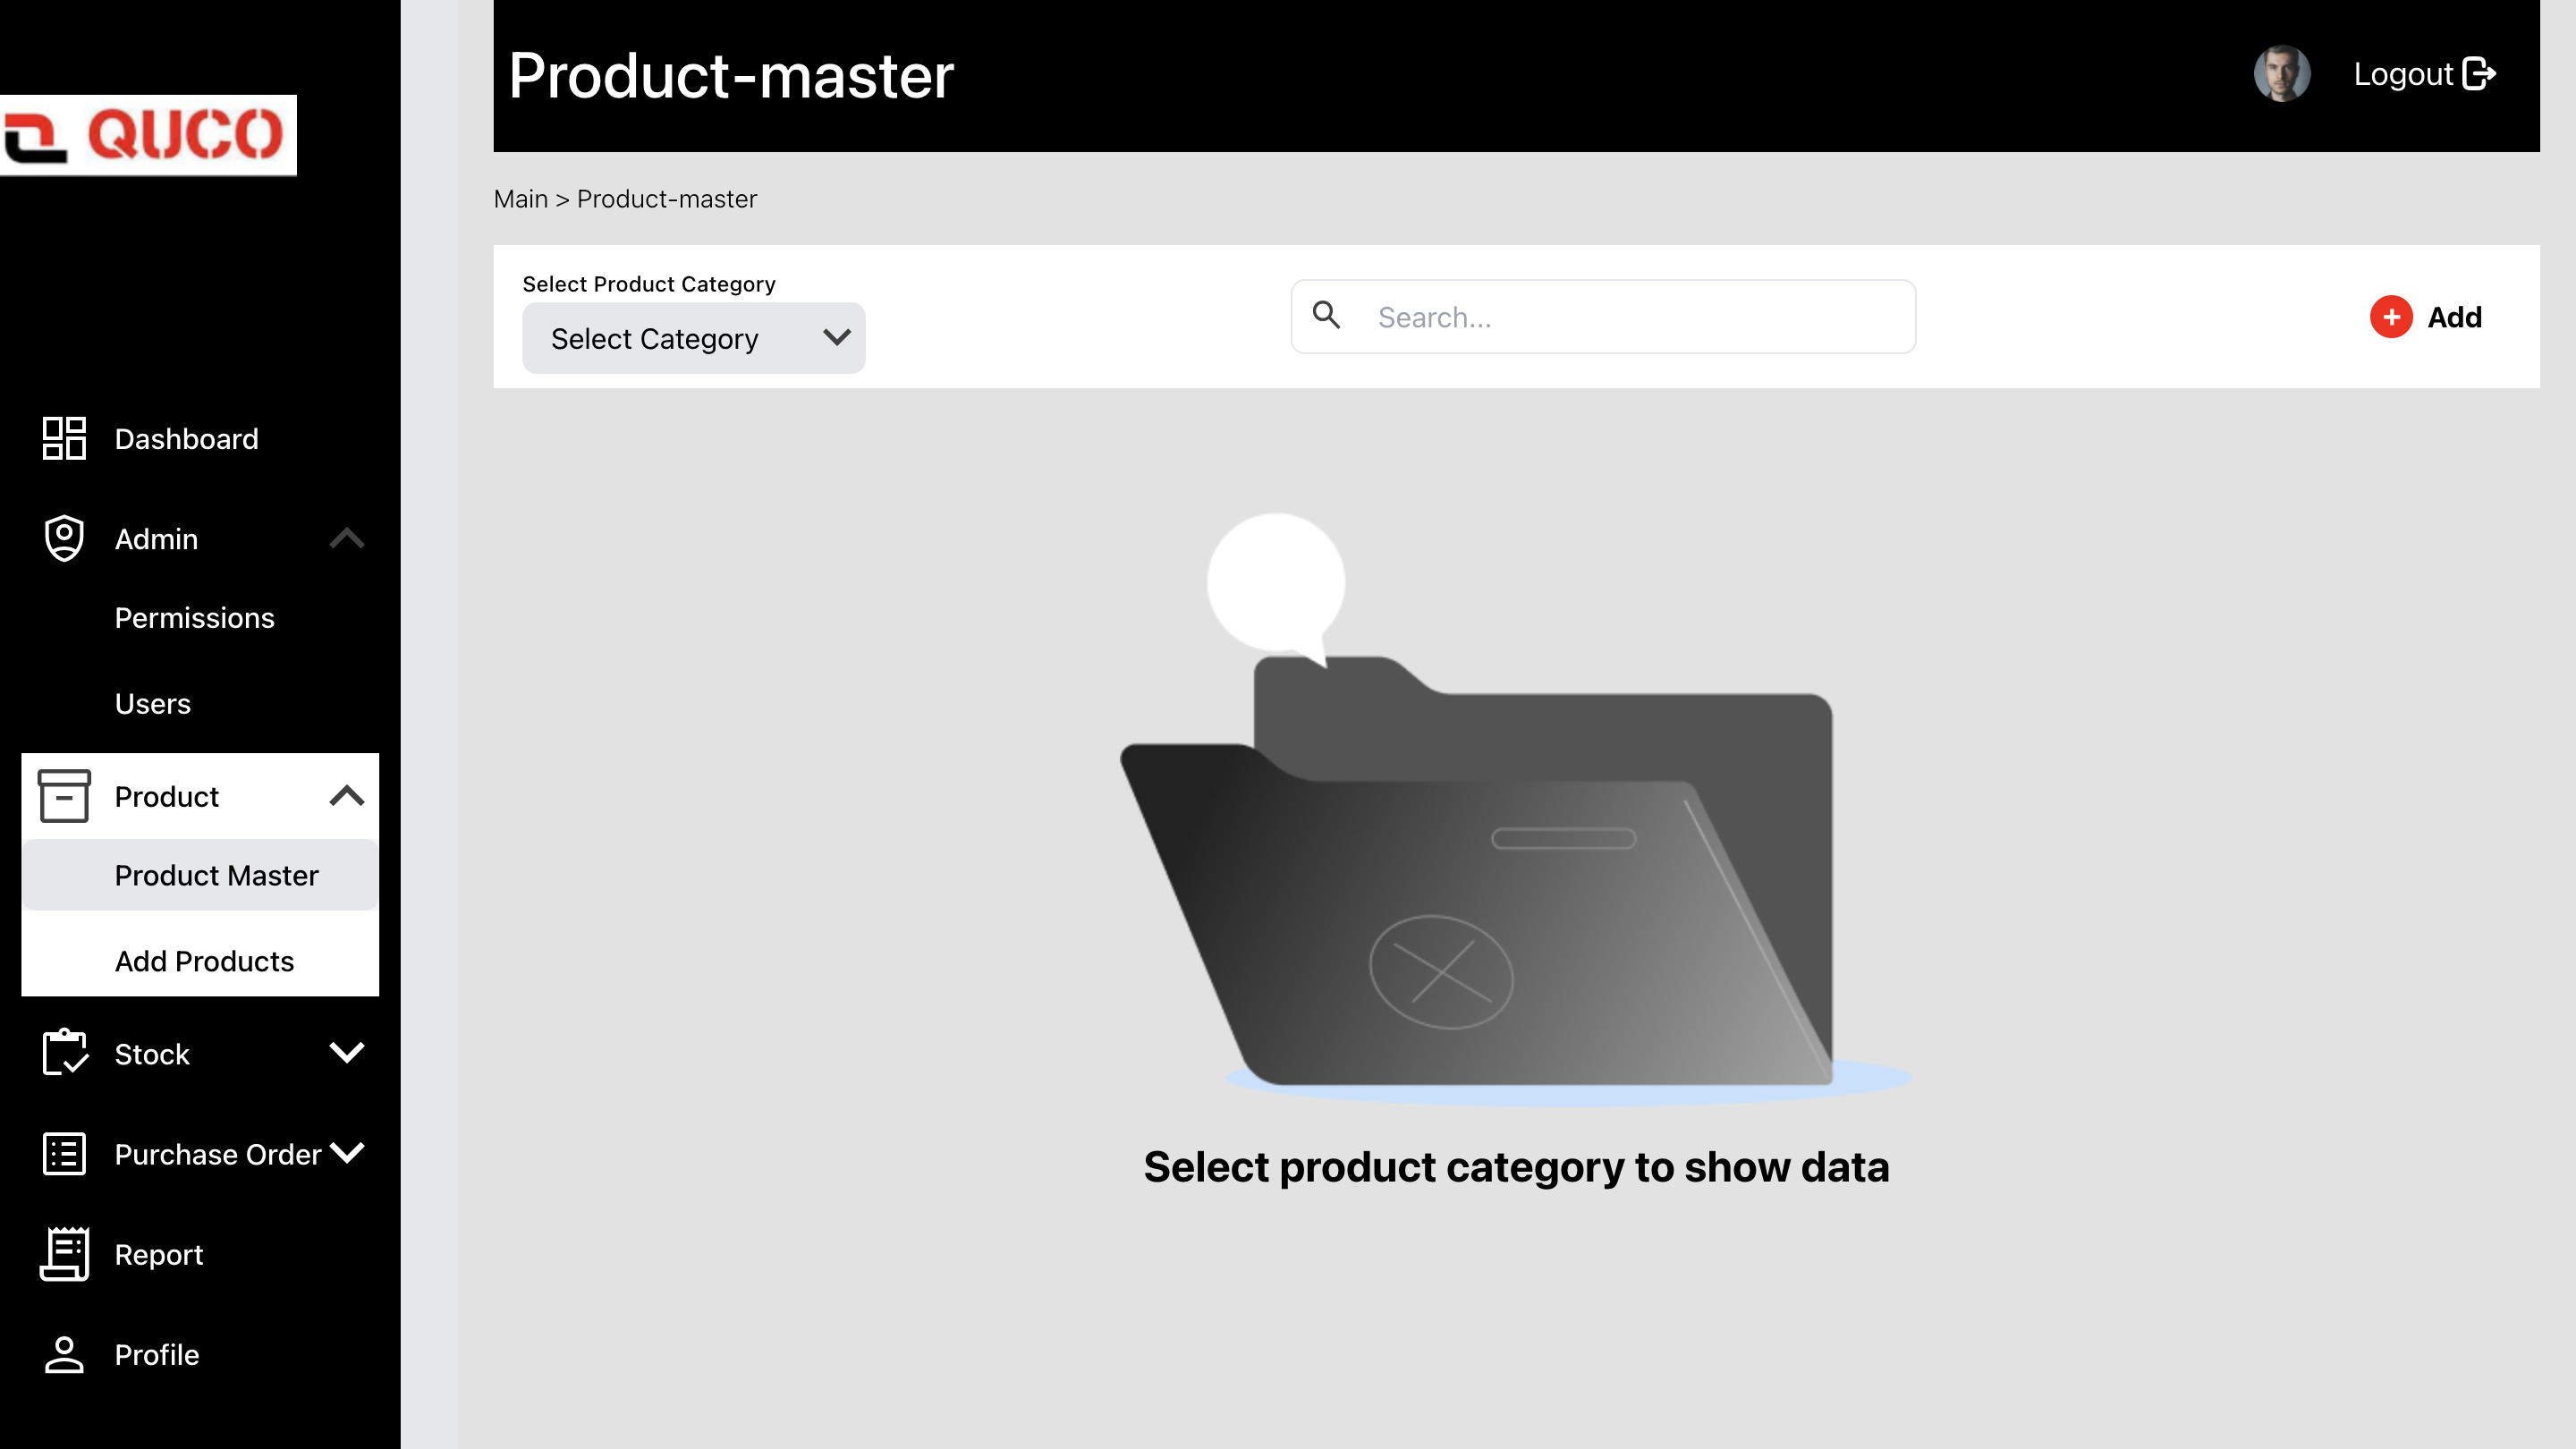 QUCO
Product-master
Logout
Main > Product-master
Select Product Category
Select Category
Search...
Add
Dashboard
Admin
Permissions
Users
Product
Product Master
Add Products
Stock
Purchase Order
Report
Profile
Select product category to show data